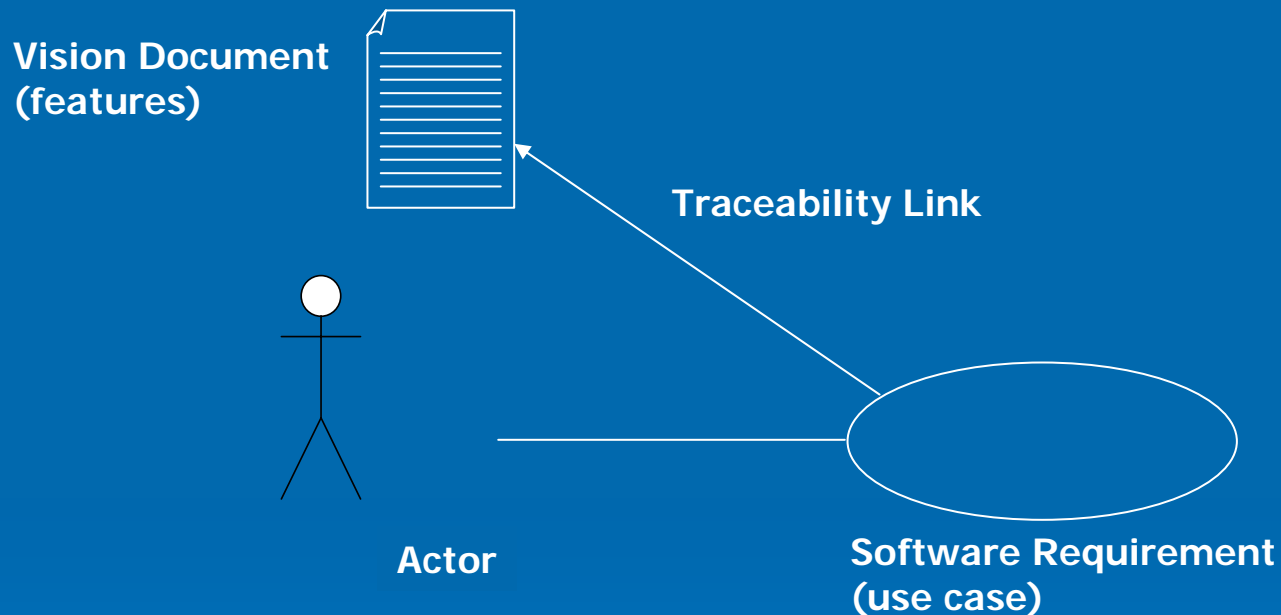 Vision Document
(features)
Traceability Link
Actor
Software Requirement
(use case)